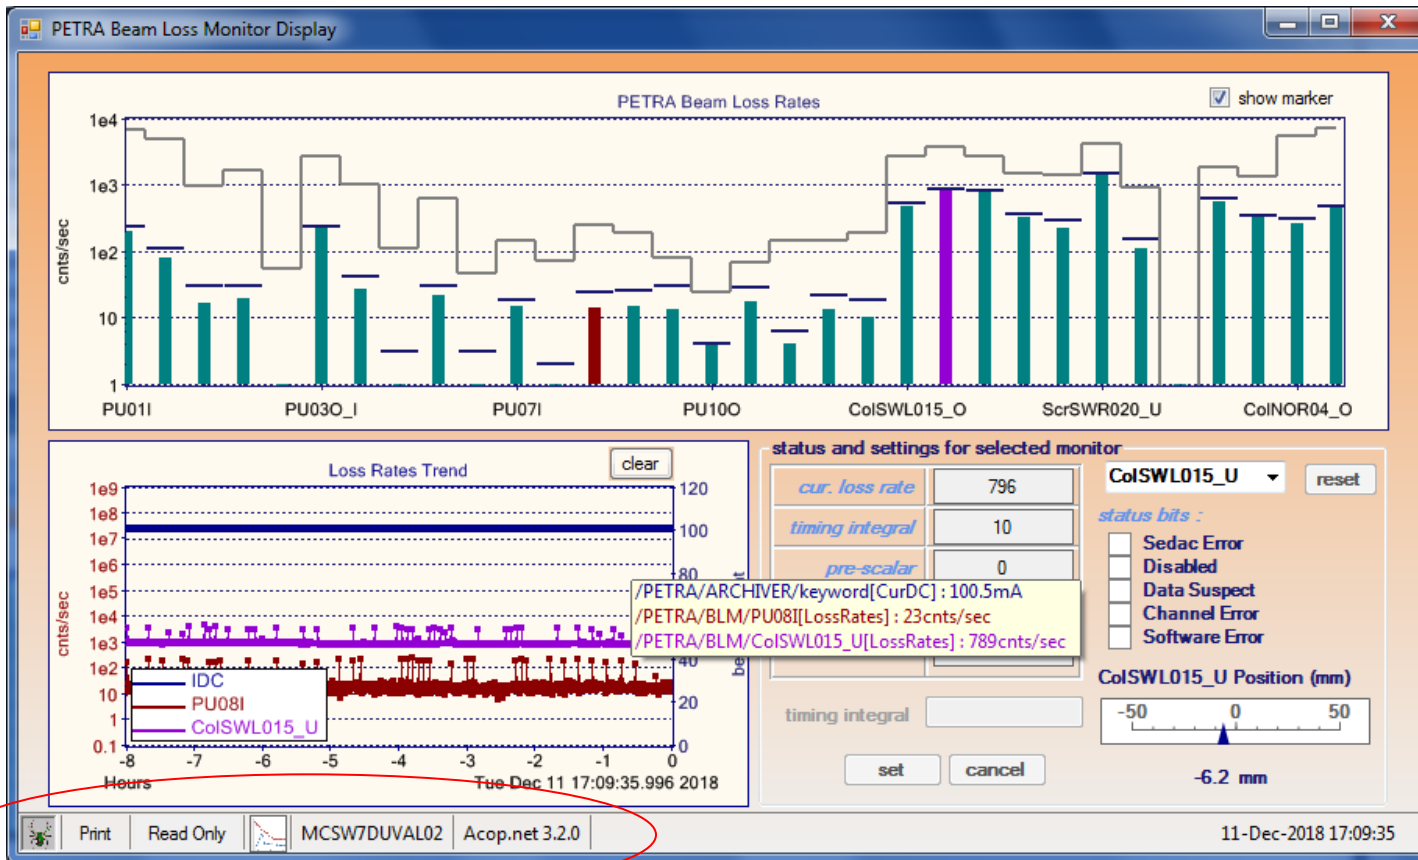 PETRA Beam Loss Monitor Display
PETRA Beam Loss Rates
show marker
1e4
1e3
1e2
10
1
cnts/sec
PU01I
PU03O_I
PU07I
PU10O
ColSWL015_O
ScrSWR020_U
ColNOR04_O
Loss Rates Trend
clear
1e9
1e8
1e7
1e6
1e5
1e4
1e3
1e2
10
1
0.1
cnts/sec
120
100
80
40
20
0
IDC
PU08I
ColSWL015_U
-8 -7 -6 -5 -4 -3 -2 -1 0
Hours
Tue Dec 11 17:09:35.996 2018
/PETRA/ARCHIVER/keyword[CurDC] : 100.5mA
/PETRA/BLM/PU08I[LossRates] : 23cnts/sec
/PETRA/BLM/ColSWL015_U[LossRates] : 789cnts/sec
status and settings for selected monitor
cur. loss rate 796
timing integral 10
pre-scalar 0
timing integral
set cancel
ColSWL015_U reset
status bits :
Sedac Error
Disabled
Data Suspect
Channel Error
Software Error
ColSWL015_U Position (mm)
-50 0 50
-6.2 mm
Print Read Only MCSW7DUVAL02 Acop.net 3.2.0
11-Dec-2018 17:09:35